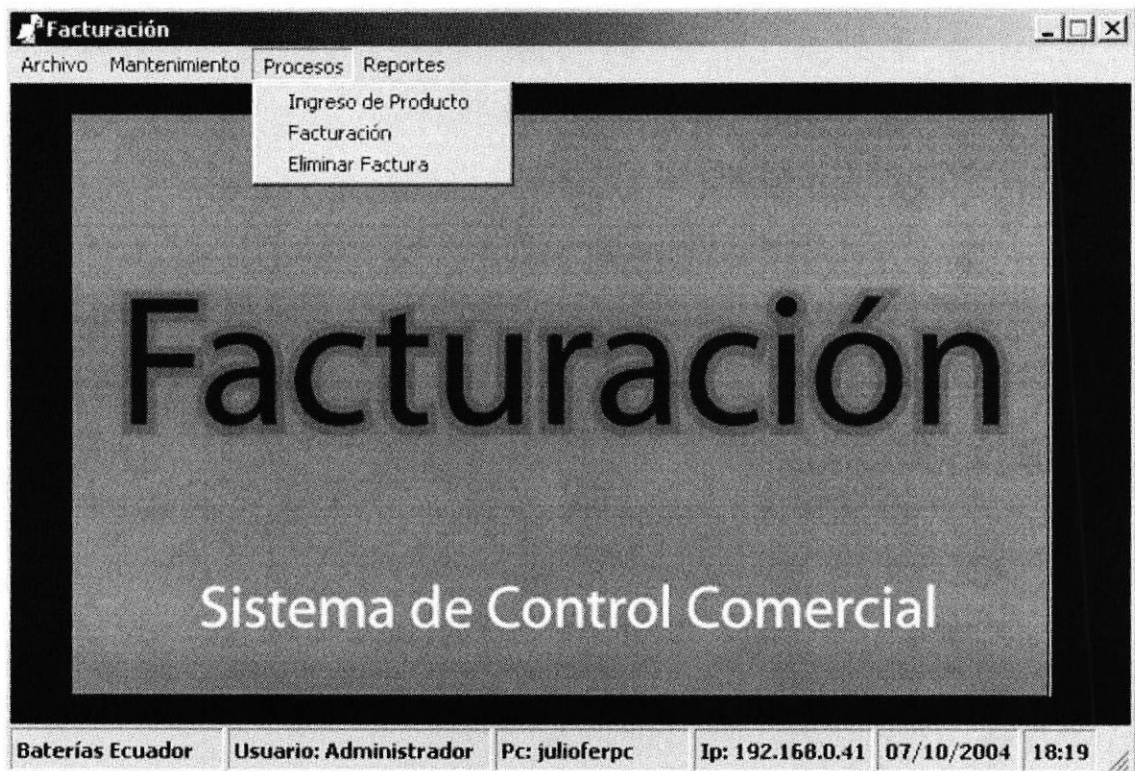 Facturación
Archivo Mantenimiento Procesos Reportes
Ingreso de Producto
Facturación
Eliminar Factura
Facturación
Sistema de Control Comercial
Baterías Ecuador Usuario: Administrador Pc: julioferpc Ip: 192.168.0.41 07/10/2004 18:19